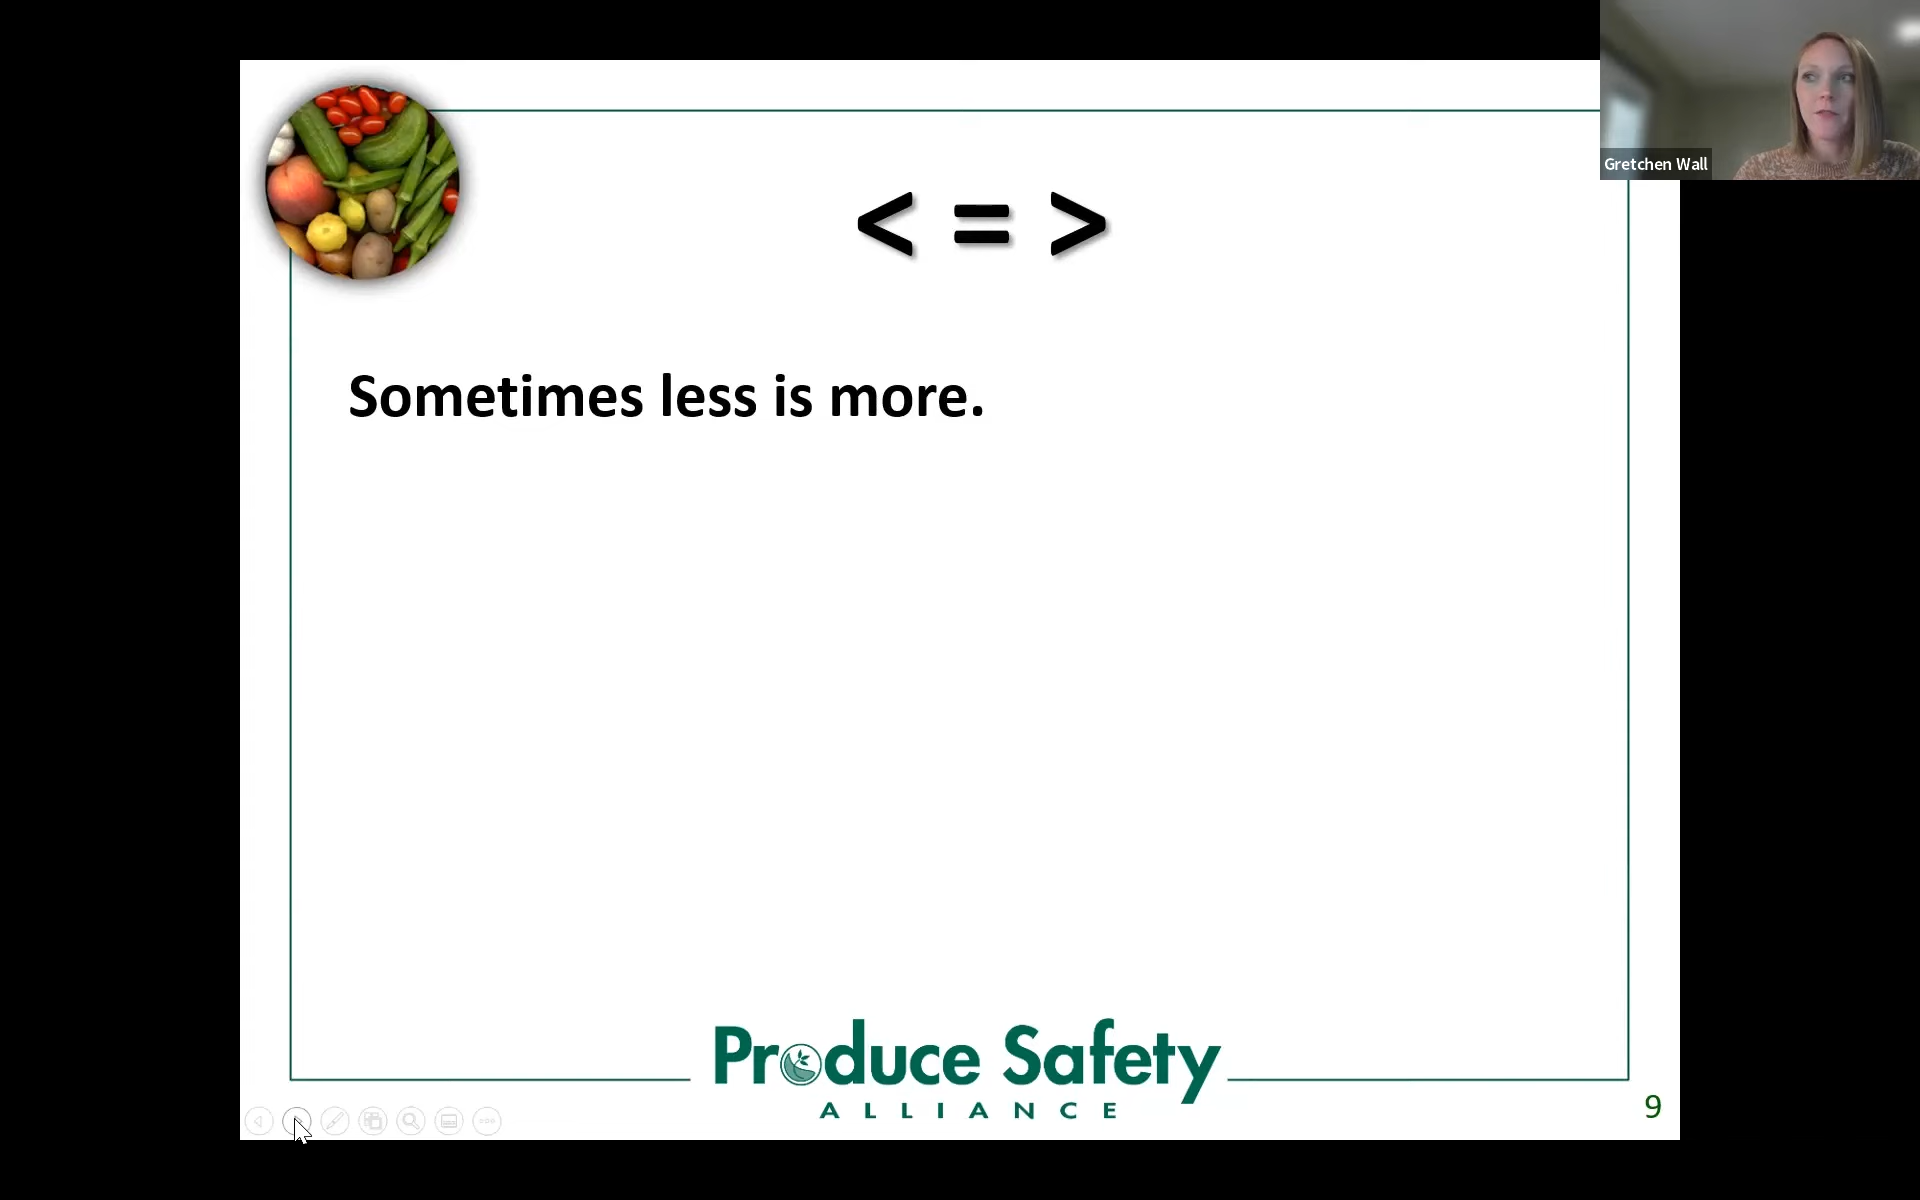 Gretchen Wall
< = >
Sometimes less is more.
Produce Safety
ALLIANCE
9